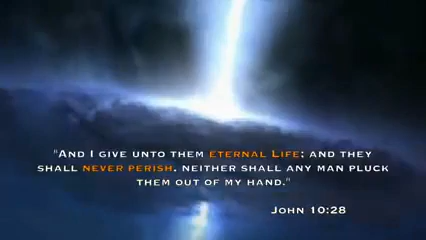 "And I give unto them eternal Life; and they
shall never perish. neither shall any man pluck
them out of my hand."
John 10:28